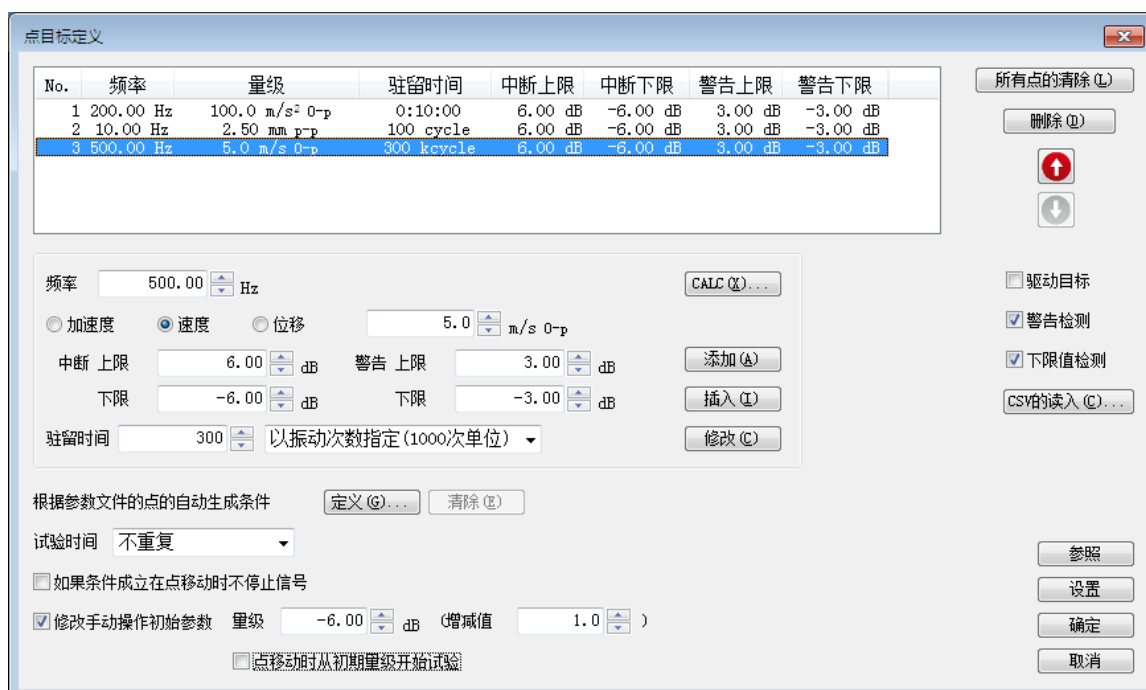 点目标定义
No. 频率 量级 驻留时间 中断上限 中断下限 警告上限 警告下限
1 200.00 Hz 100.0 m/s² 0-p 0:10:00 6.00 dB -6.00 dB 3.00 dB -3.00 dB
2 10.00 Hz 2.50 mm p-p 100 cycle 6.00 dB -6.00 dB 3.00 dB -3.00 dB
3 500.00 Hz 5.0 m/s 0-p 300 kcycle 6.00 dB -6.00 dB 3.00 dB -3.00 dB
所有点的清除(L)
删除(D)
频率 500.00 Hz CALC(X)...
加速度 速度 位移 5.0 m/s 0-p
中断 上限 6.00 dB 警告 上限 3.00 dB 添加(A)
下限 -6.00 dB 下限 -3.00 dB 插入(I)
驻留时间 300 以振动次数指定(1000次单位) 修改(C)
驱动目标
警告检测
下限值检测
CSV的读入(C)...
根据参数文件的点的自动生成条件 定义(G)... 清除(E)
试验时间 不重复
如果条件成立在点移动时不停止信号
修改手动操作初始参数 量级 -6.00 dB (增减值 1.0 )
点移动时从初期量级开始试验
参照
设置
确定
取消